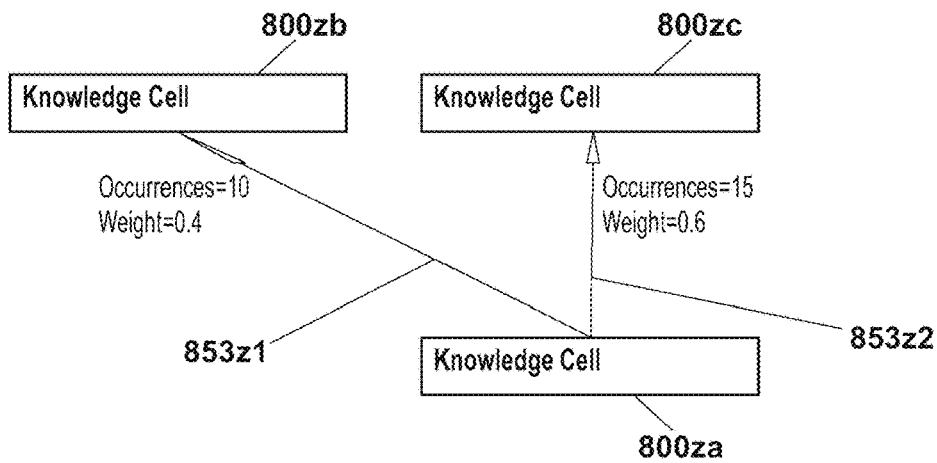 800zb
800zc
Knowledge Cell
Knowledge Cell
Occurrences=10
Weight=0.4
Occurrences=15
Weight=0.6
853z1
853z2
Knowledge Cell
800za